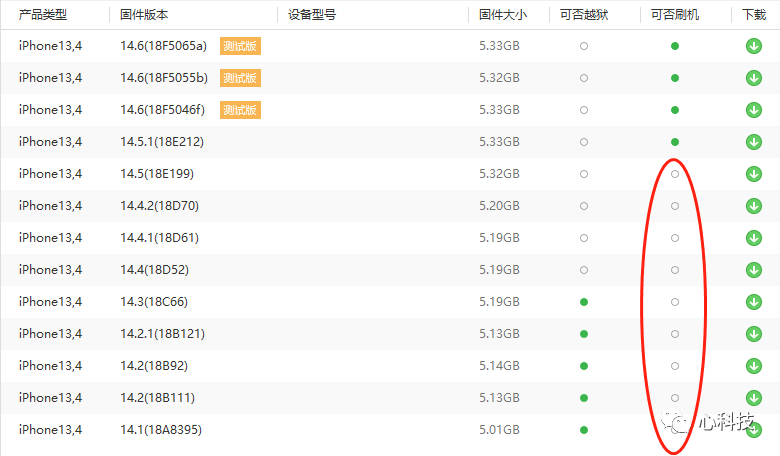 产品类型 固件版本 设备型号 固件大小 可否越狱 可否刷机 下载
iPhone13,4 14.6(18F5065a) 测试版 5.33GB
iPhone13,4 14.6(18F5055b) 测试版 5.32GB
iPhone13,4 14.6(18F5046f) 测试版 5.33GB
iPhone13,4 14.5.1(18E212) 5.33GB
iPhone13,4 14.5(18E199) 5.32GB
iPhone13,4 14.4.2(18D70) 5.20GB
iPhone13,4 14.4.1(18D61) 5.19GB
iPhone13,4 14.4(18D52) 5.19GB
iPhone13,4 14.3(18C66) 5.19GB
iPhone13,4 14.2.1(18B121) 5.13GB
iPhone13,4 14.2(18B92) 5.14GB
iPhone13,4 14.2(18B111) 5.13GB
iPhone13,4 14.1(18A8395) 5.01GB
心科技